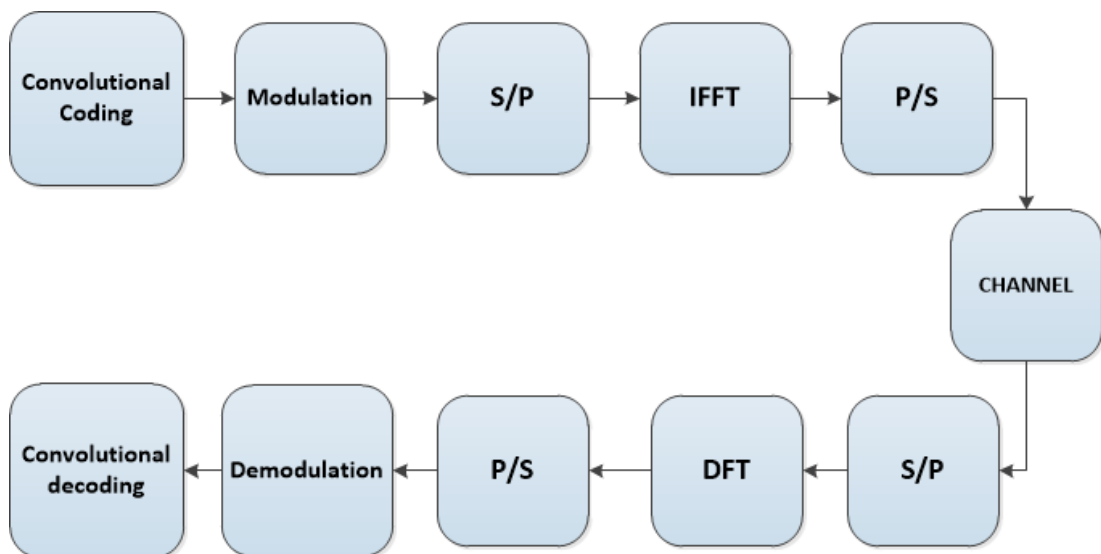 Convolutional
Coding
Modulation
S/P
IFFT
P/S
CHANNEL
Convolutional
decoding
Demodulation
P/S
DFT
S/P